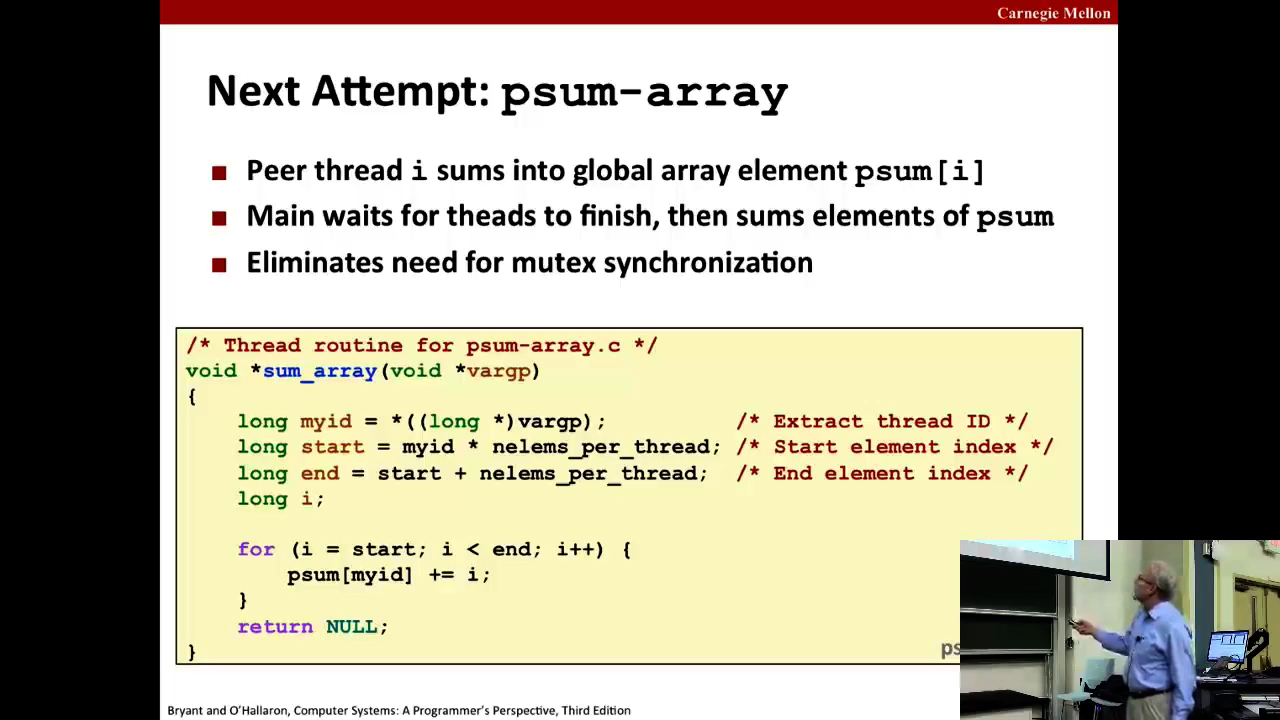 Carnegie Mellon
Next Attempt: psum-array
Peer thread i sums into global array element psum[i]
Main waits for theads to finish, then sums elements of psum
Eliminates need for mutex synchronization
/* Thread routine for psum-array.c */
void *sum_array(void *vargp)
{
    long myid = *((long *)vargp);          /* Extract thread ID */
    long start = myid * nelems_per_thread; /* Start element index */
    long end = start + nelems_per_thread;  /* End element index */
    long i;
    for (i = start; i < end; i++) {
        psum[myid] += i;
    }
    return NULL;
}
Bryant and O'Hallaron, Computer Systems: A Programmer's Perspective, Third Edition